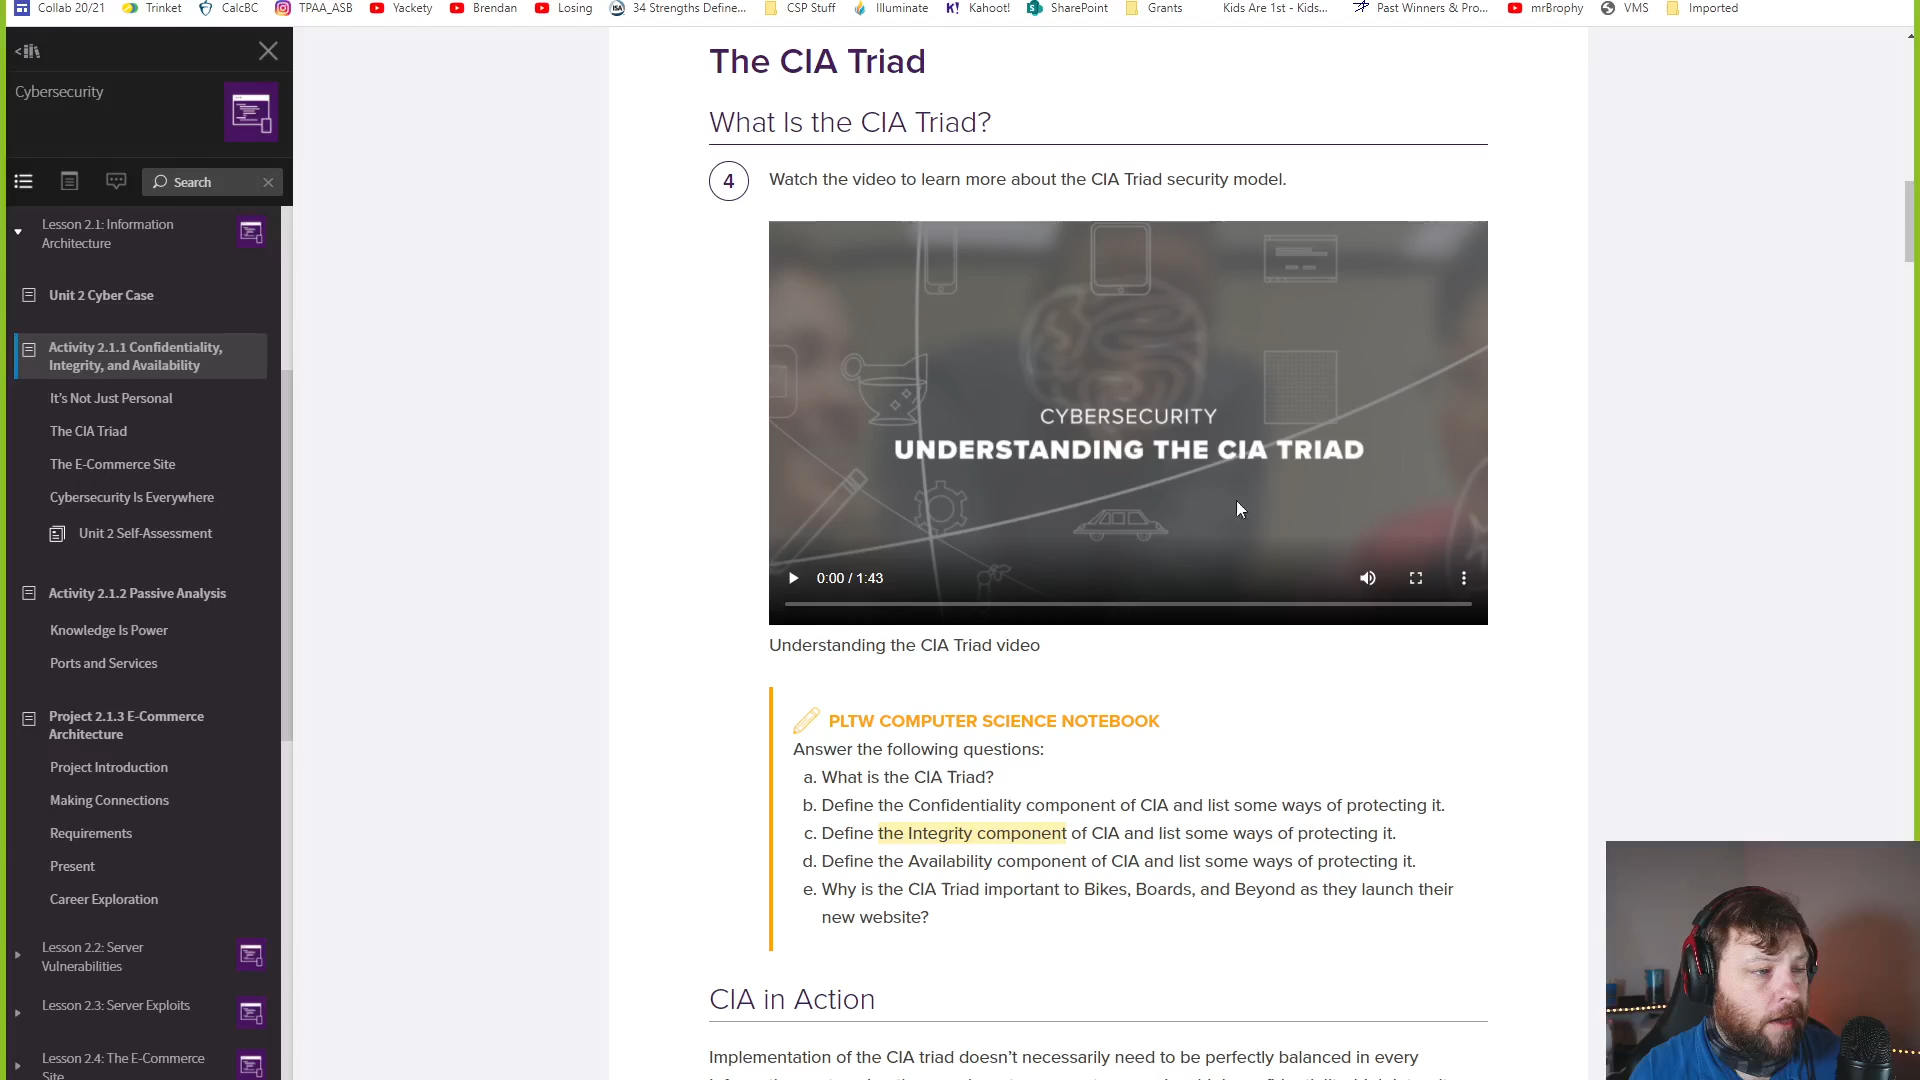 Collab 20/21 Trinket CalcBC TPAA_ASB Yackety Brendan Losing 34 Strengths Define... CSP Stuff Illuminate Kahoot! SharePoint Grants Kids Are 1st - Kids... Past Winners & Pro... mrBrophy VMS Imported
Cybersecurity
Search
Lesson 2.1: Information
Architecture
Unit 2 Cyber Case
Activity 2.1.1 Confidentiality,
Integrity, and Availability
It's Not Just Personal
The CIA Triad
The E-Commerce Site
Cybersecurity Is Everywhere
Unit 2 Self-Assessment
Activity 2.1.2 Passive Analysis
Knowledge Is Power
Ports and Services
Project 2.1.3 E-Commerce
Architecture
Project Introduction
Making Connections
Requirements
Present
Career Exploration
Lesson 2.2: Server
Vulnerabilities
Lesson 2.3: Server Exploits
Lesson 2.4: The E-Commerce
Site
The CIA Triad
What Is the CIA Triad?
4 Watch the video to learn more about the CIA Triad security model.
CYBERSECURITY
UNDERSTANDING THE CIA TRIAD
0:00 / 1:43
Understanding the CIA Triad video
PLTW COMPUTER SCIENCE NOTEBOOK
Answer the following questions:
a. What is the CIA Triad?
b. Define the Confidentiality component of CIA and list some ways of protecting it.
c. Define the Integrity component of CIA and list some ways of protecting it.
d. Define the Availability component of CIA and list some ways of protecting it.
e. Why is the CIA Triad important to Bikes, Boards, and Beyond as they launch their
new website?
CIA in Action
Implementation of the CIA triad doesn't necessarily need to be perfectly balanced in every